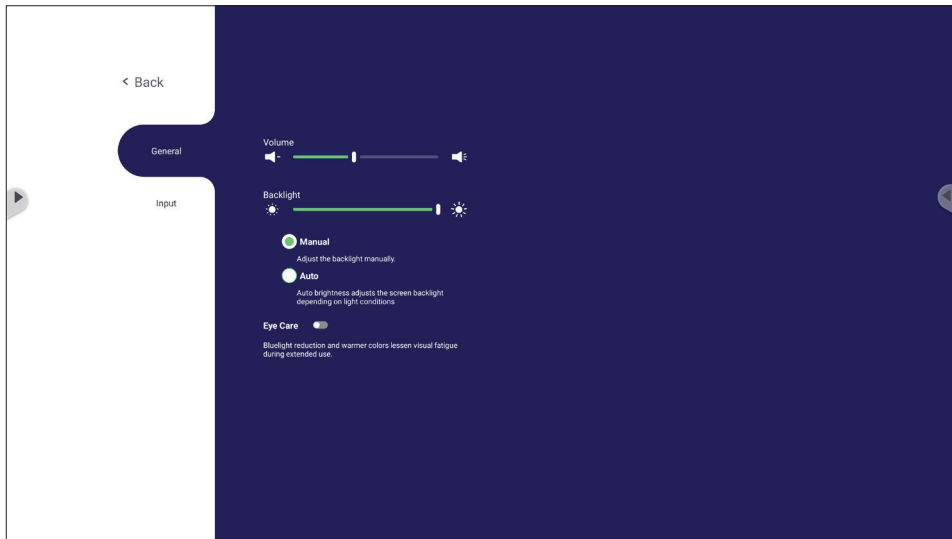 < Back
General
Input
Volume
Backlight
Manual
Adjust the backlight manually.
Auto
Auto brightness adjusts the screen backlight
depending on light conditions
Eye Care
Bluelight reduction and warmer colors lessen visual fatigue
during extended use.